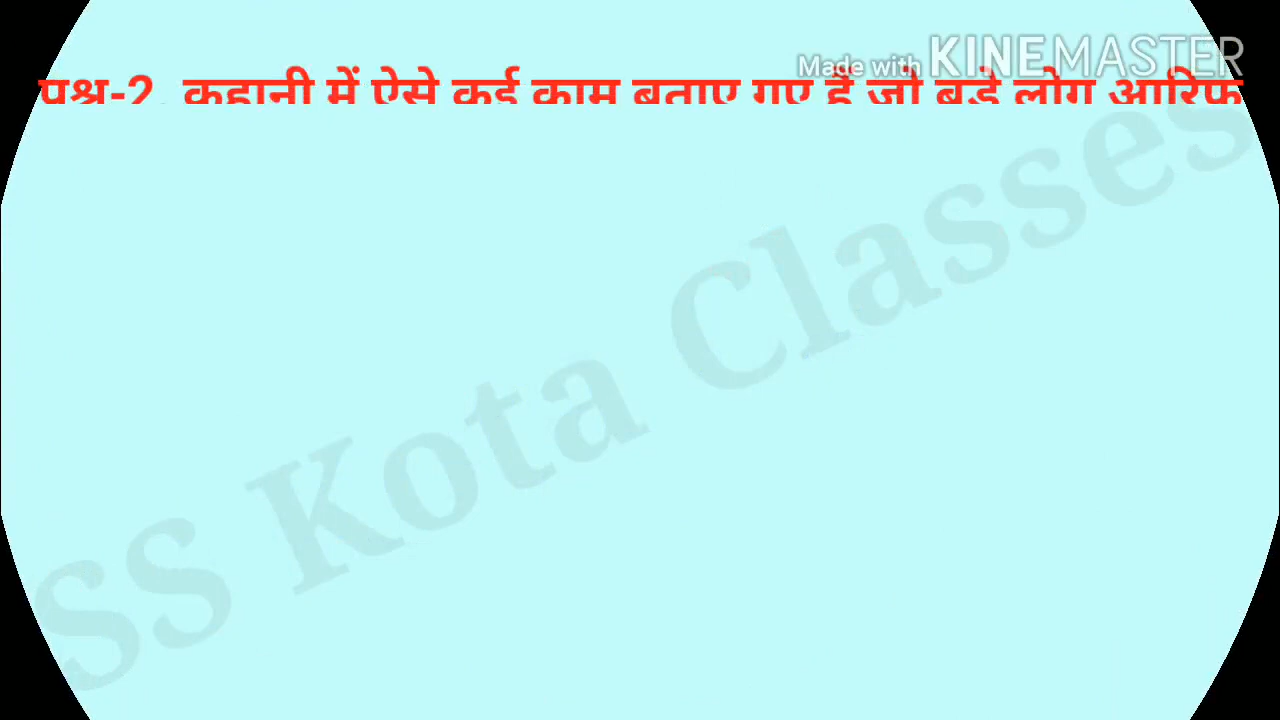 Made with KINEMASTER
प्रश्न-2. कहानी में ऐसे कई काम बताए गए हैं जो बड़े लोग आरिफ
SS Kota Classes